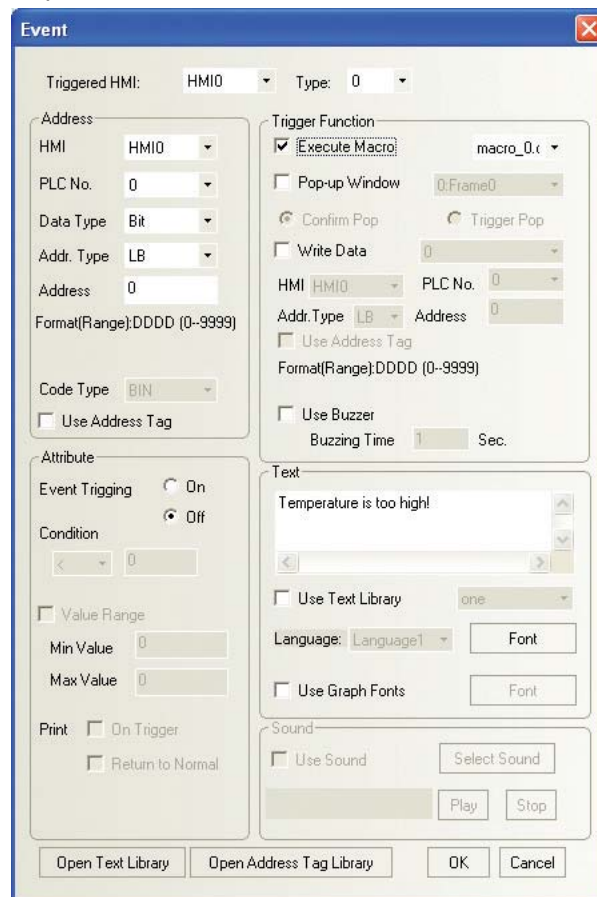 Event
Triggered HMI: HMI0 Type: 0
Address
HMI HMI0
PLC No. 0
Data Type Bit
Addr. Type LB
Address 0
Format(Range):DDDD (0--9999)
Code Type BIN
Use Address Tag
Trigger Function
Execute Macro macro_0.c
Pop-up Window 0:Frame0
Confirm Pop Trigger Pop
Write Data 0
HMI HMI0 PLC No. 0
Addr.Type LB Address 0
Use Address Tag
Format(Range):DDDD (0--9999)
Use Buzzer
Buzzing Time 1 Sec.
Attribute
Event Trigging On
Off
Condition
< 0
Value Range
Min Value 0
Max Value 0
Print On Trigger
Return to Normal
Text
Temperature is too high!
Use Text Library one
Language: Language1 Font
Use Graph Fonts Font
Sound
Use Sound Select Sound
Play Stop
Open Text Library Open Address Tag Library OK Cancel